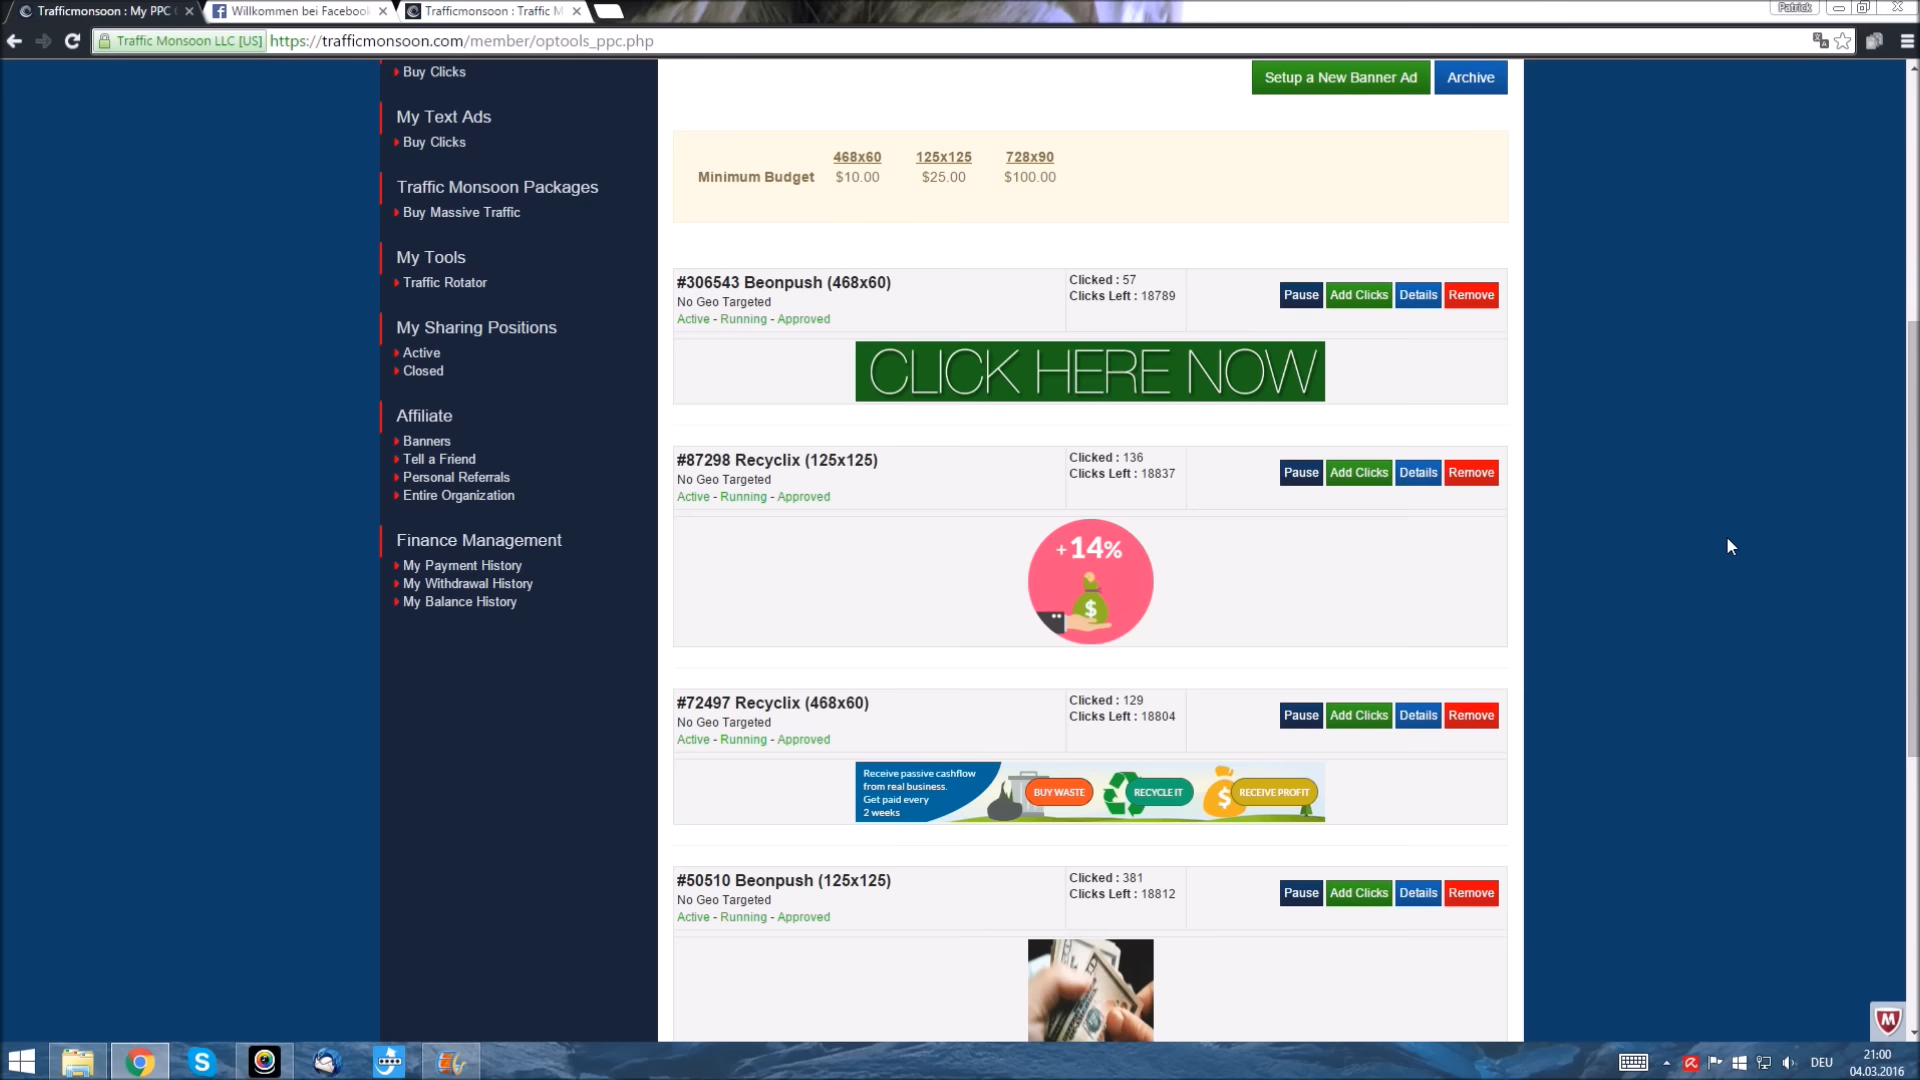 Trafficmonsoon : My PPC
Willkommen bei Facebook
Trafficmonsoon : Traffic M
Patrick
Traffic Monsoon LLC [US]
https://trafficmonsoon.com/member/optools_ppc.php
Buy Clicks
My Text Ads
Buy Clicks
Traffic Monsoon Packages
Buy Massive Traffic
My Tools
Traffic Rotator
My Sharing Positions
Active
Closed
Affiliate
Banners
Tell a Friend
Personal Referrals
Entire Organization
Finance Management
My Payment History
My Withdrawal History
My Balance History
Setup a New Banner Ad
Archive
468x60 125x125 728x90
Minimum Budget $10.00 $25.00 $100.00
#306543 Beonpush (468x60)
No Geo Targeted
Active - Running - Approved
Clicked : 57
Clicks Left : 18789
Pause Add Clicks Details Remove
CLICK HERE NOW
#87298 Recyclix (125x125)
No Geo Targeted
Active - Running - Approved
Clicked : 136
Clicks Left : 18837
Pause Add Clicks Details Remove
+14%
$
#72497 Recyclix (468x60)
No Geo Targeted
Active - Running - Approved
Clicked : 129
Clicks Left : 18804
Pause Add Clicks Details Remove
Receive passive cashflow
from real business.
Get paid every
2 weeks
BUY WASTE
RECYCLE IT
$
RECEIVE PROFIT
#50510 Beonpush (125x125)
No Geo Targeted
Active - Running - Approved
Clicked : 381
Clicks Left : 18812
Pause Add Clicks Details Remove
DEU
21:00
04.03.2016